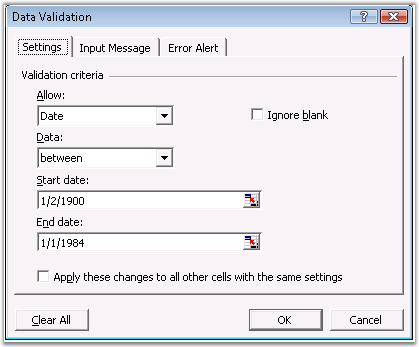 Data Validation
Settings Input Message Error Alert
Validation criteria
Allow:
Date Ignore blank
Data:
between
Start date:
1/2/1900
End date:
1/1/1984
Apply these changes to all other cells with the same settings
Clear All OK Cancel